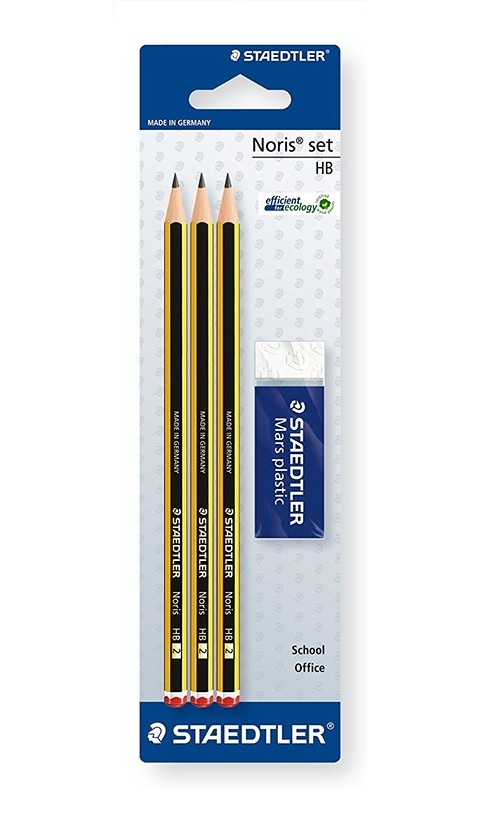 STAEDTLER®
MADE IN GERMANY
Noris® set
HB
efficient
for ecology
MADE IN GERMANY
STAEDTLER
Noris
HB 2
MADE IN GERMANY
STAEDTLER
Noris
HB 2
MADE IN GERMANY
STAEDTLER
Noris
HB 2
STAEDTLER
Mars plastic
School
Office
STAEDTLER®